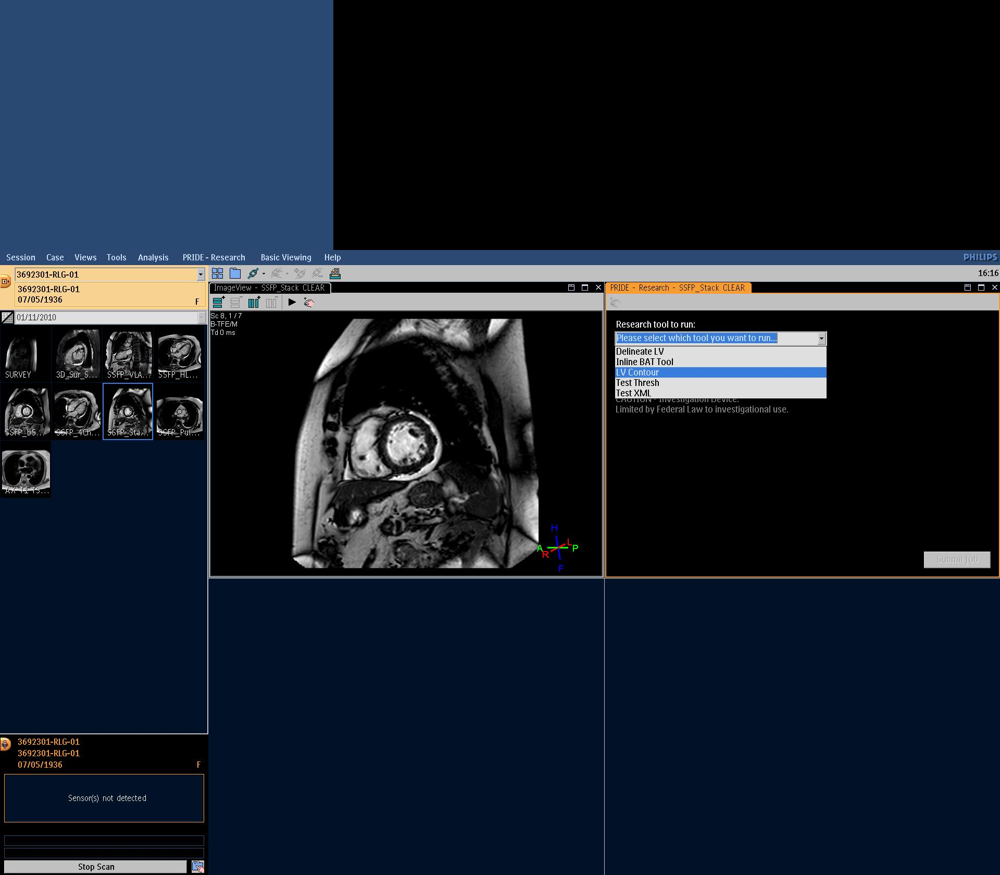 Session Case Views Tools Analysis PRIDE - Research Basic Viewing Help PHILIPS
3692301-RLG-01
3692301-RLG-01
07/05/1936 F
01/11/2010
SURVEY 3D_Sur_S... SSFP_VLA... SSFP_HL...
SSFP_bS... SSFP_4Ch... SSFP_Sta... SSFP_Pul...
AX T1 TS...
3692301-RLG-01
3692301-RLG-01
07/05/1936 F
Sensor(s) not detected
Stop Scan
16:16
ImageView - SSFP_Stack CLEAR
Sc 8, 1 / 7
B-TFE/M
Td 0 ms
H
A L P
R
F
PRIDE - Research - SSFP_Stack CLEAR
Research tool to run:
Please select which tool you want to run...
Delineate LV
Inline BAT Tool
LV Contour
Test Thresh
Test XML
CAUTION - Investigation Device.
Limited by Federal Law to investigational use.
Submit Job